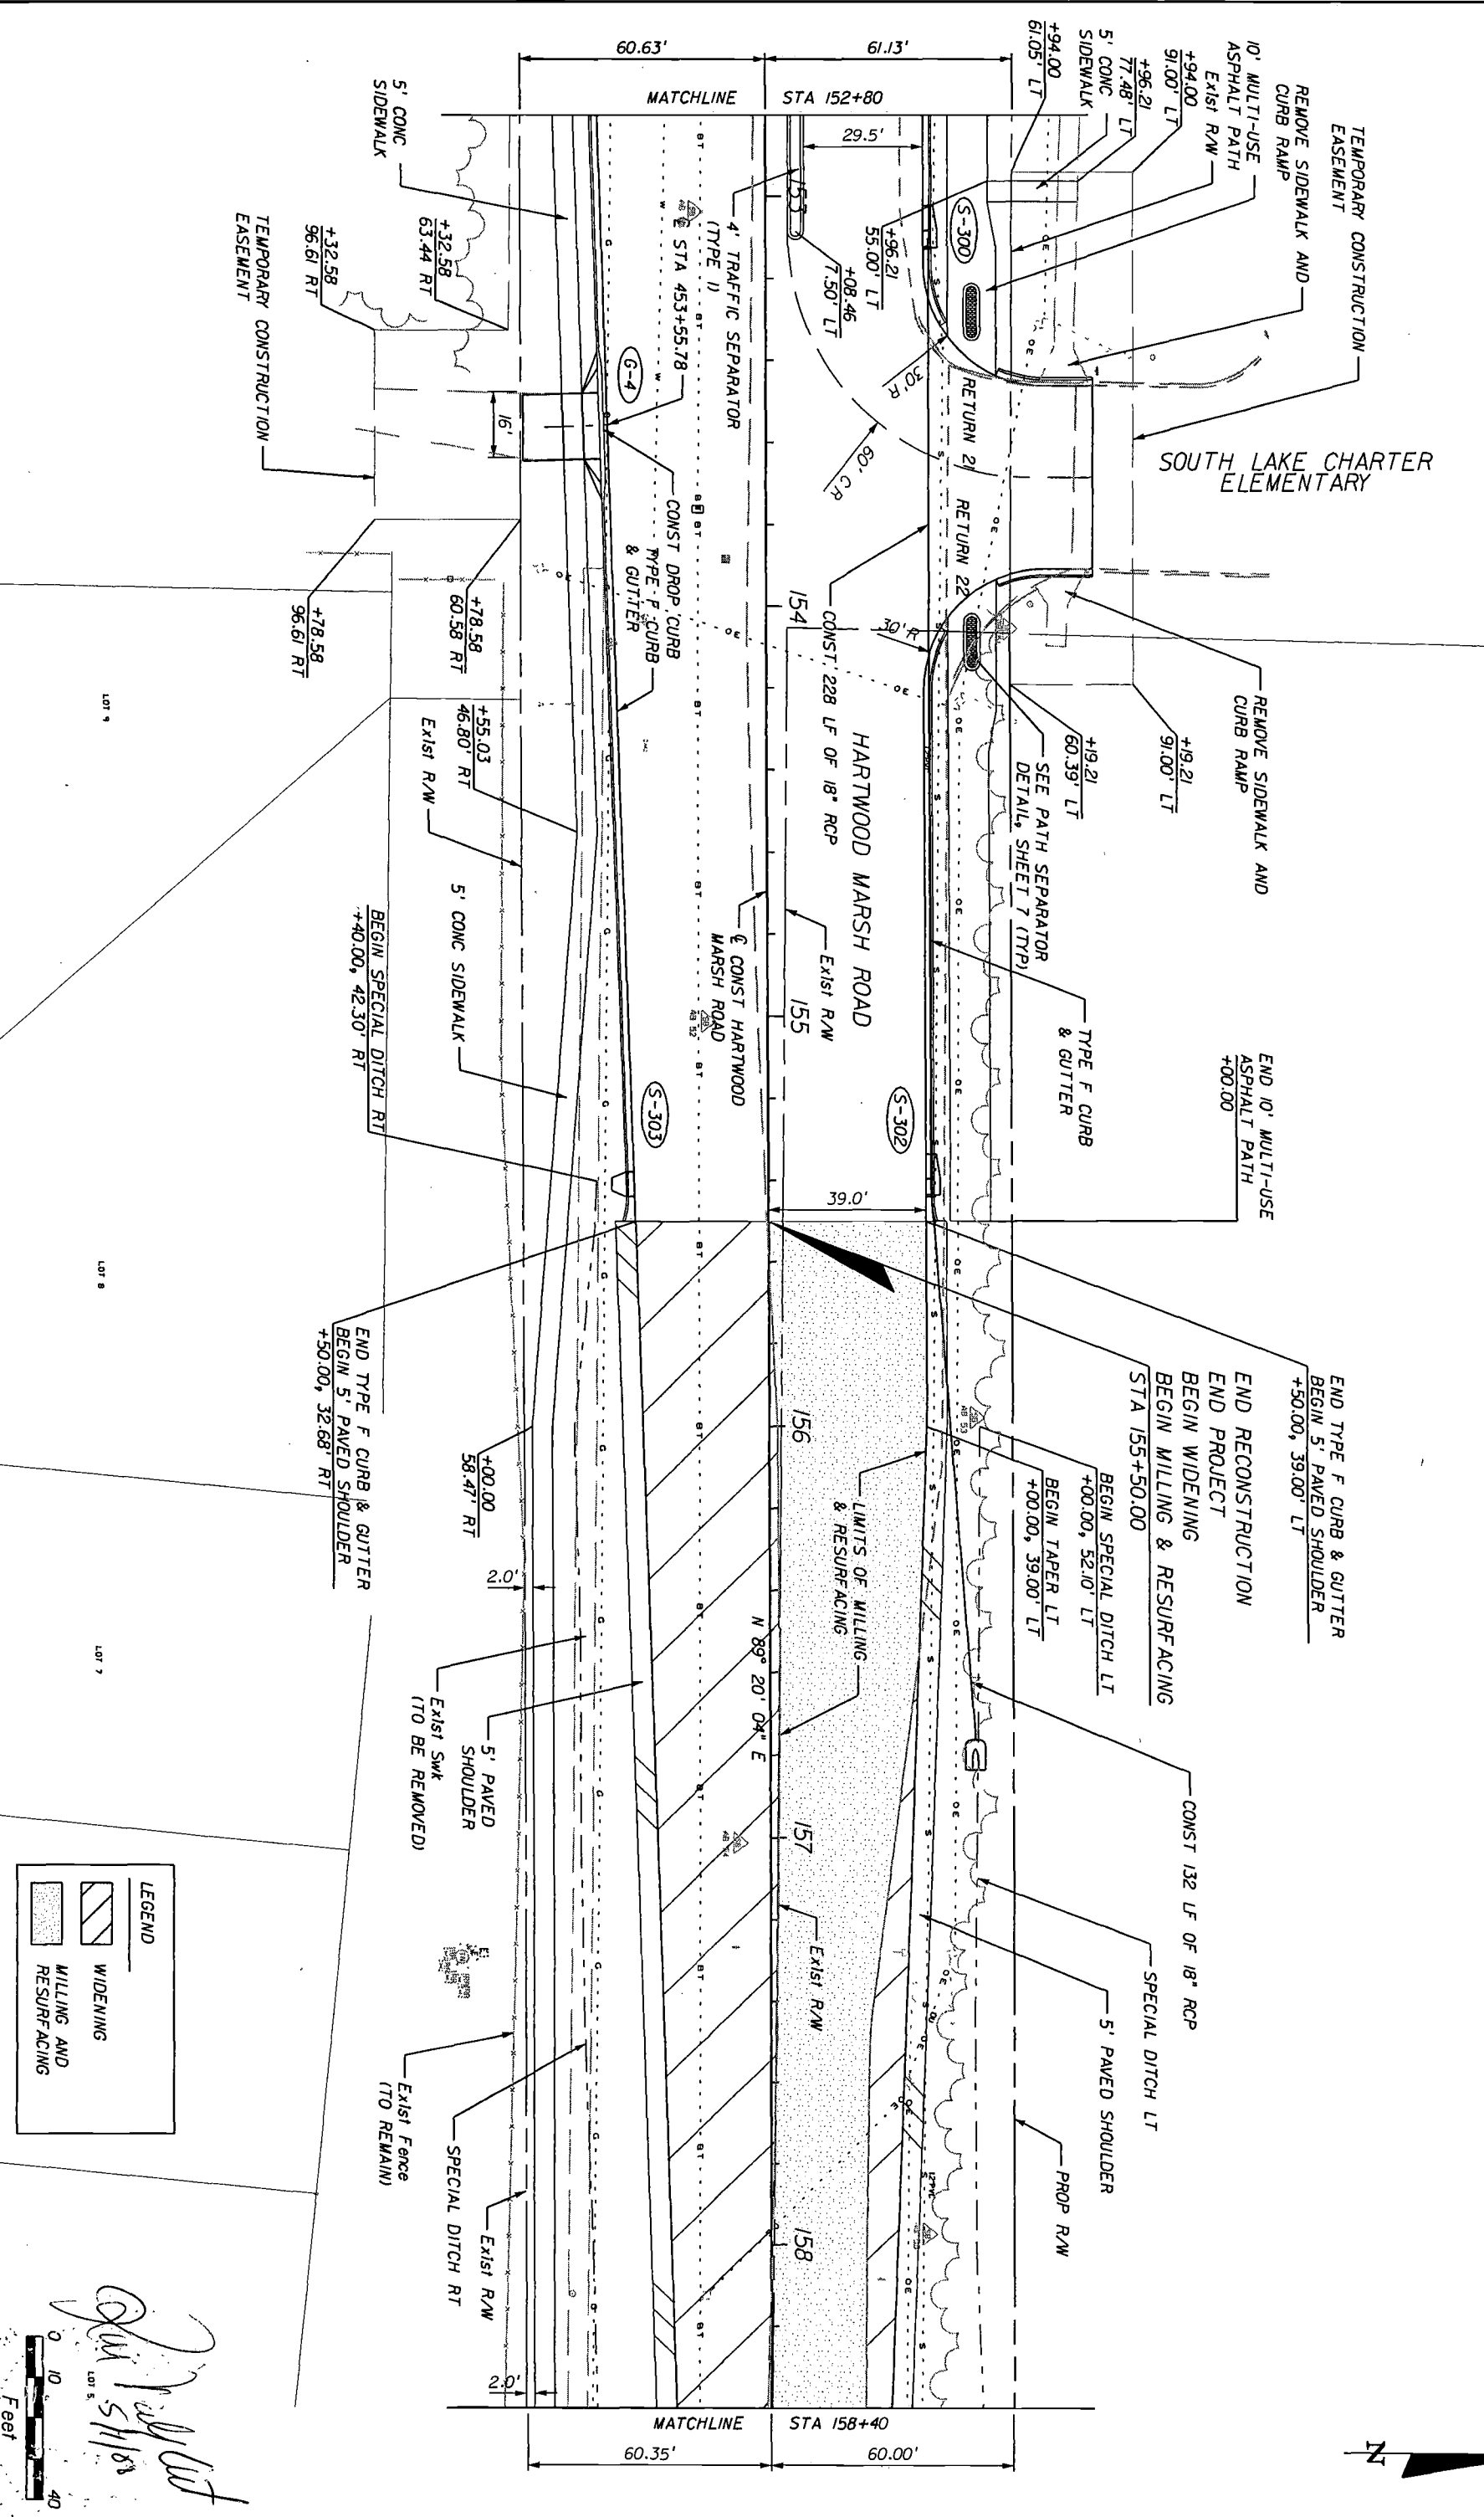 60.63'
61.13'
MATCHLINE
STA 152+80
29.5'
+94.00
61.05' LT
5' CONC
SIDEWALK
+96.21
77.48' LT
+94.00
91.00' LT
Exist R/W
10' MULTI-USE
ASPHALT PATH
REMOVE SIDEWALK AND
CURB RAMP
TEMPORARY CONSTRUCTION
EASEMENT
SOUTH LAKE CHARTER
ELEMENTARY
S-300
153
+96.21
55.00' LT
+08.46
7.50' LT
4' TRAFFIC SEPARATOR
(TYPE I)
℄ STA 453+55.78
G-4
5' CONC
SIDEWALK
+32.58
63.44 RT
+32.58
96.61 RT
TEMPORARY CONSTRUCTION
EASEMENT
16'
30' R
60' C.R
RETURN 21
RETURN 22
30' R
CONST DROP CURB
TYPE F CURB
& GUTTER
154
CONST. 228 LF OF 18" RCP
HARTWOOD MARSH ROAD
REMOVE SIDEWALK AND
CURB RAMP
+19.21
91.00' LT
+19.21
60.39' LT
SEE PATH SEPARATOR
DETAIL, SHEET 7 (TYP)
+78.58
60.58 RT
+78.58
96.61 RT
+55.03
46.80' RT
Exist R/W
LOT 9
5' CONC SIDEWALK
BEGIN SPECIAL DITCH RT
+40.00, 42.30' RT
℄ CONST HARTWOOD
MARSH ROAD
Exist R/W
155
TYPE F CURB
& GUTTER
END 10' MULTI-USE
ASPHALT PATH
+00.00
S-303
S-302
39.0'
LOT 8
END TYPE F CURB & GUTTER
BEGIN 5' PAVED SHOULDER
+50.00, 39.00' LT
END RECONSTRUCTION
END PROJECT
BEGIN WIDENING
BEGIN MILLING & RESURFACING
STA 155+50.00
BEGIN SPECIAL DITCH LT
+00.00, 52.10' LT
BEGIN TAPER LT
+00.00, 39.00' LT
LIMITS OF MILLING
& RESURFACING
156
END TYPE F CURB & GUTTER
BEGIN 5' PAVED SHOULDER
+50.00, 32.68' RT
+00.00
58.47' RT
2.0'
N 89° 20' 04" E
Exist Swk
(TO BE REMOVED)
5' PAVED
SHOULDER
LOT 7
157
Exist R/W
CONST 132 LF OF 18" RCP
SPECIAL DITCH LT
5' PAVED SHOULDER
PROP R/W
Exist Fence
(TO REMAIN)
SPECIAL DITCH RT
Exist R/W
158
2.0'
LEGEND
WIDENING
MILLING AND
RESURFACING
MATCHLINE
STA 158+40
60.35'
60.00'
LOT 5
0 10 40
Feet
N